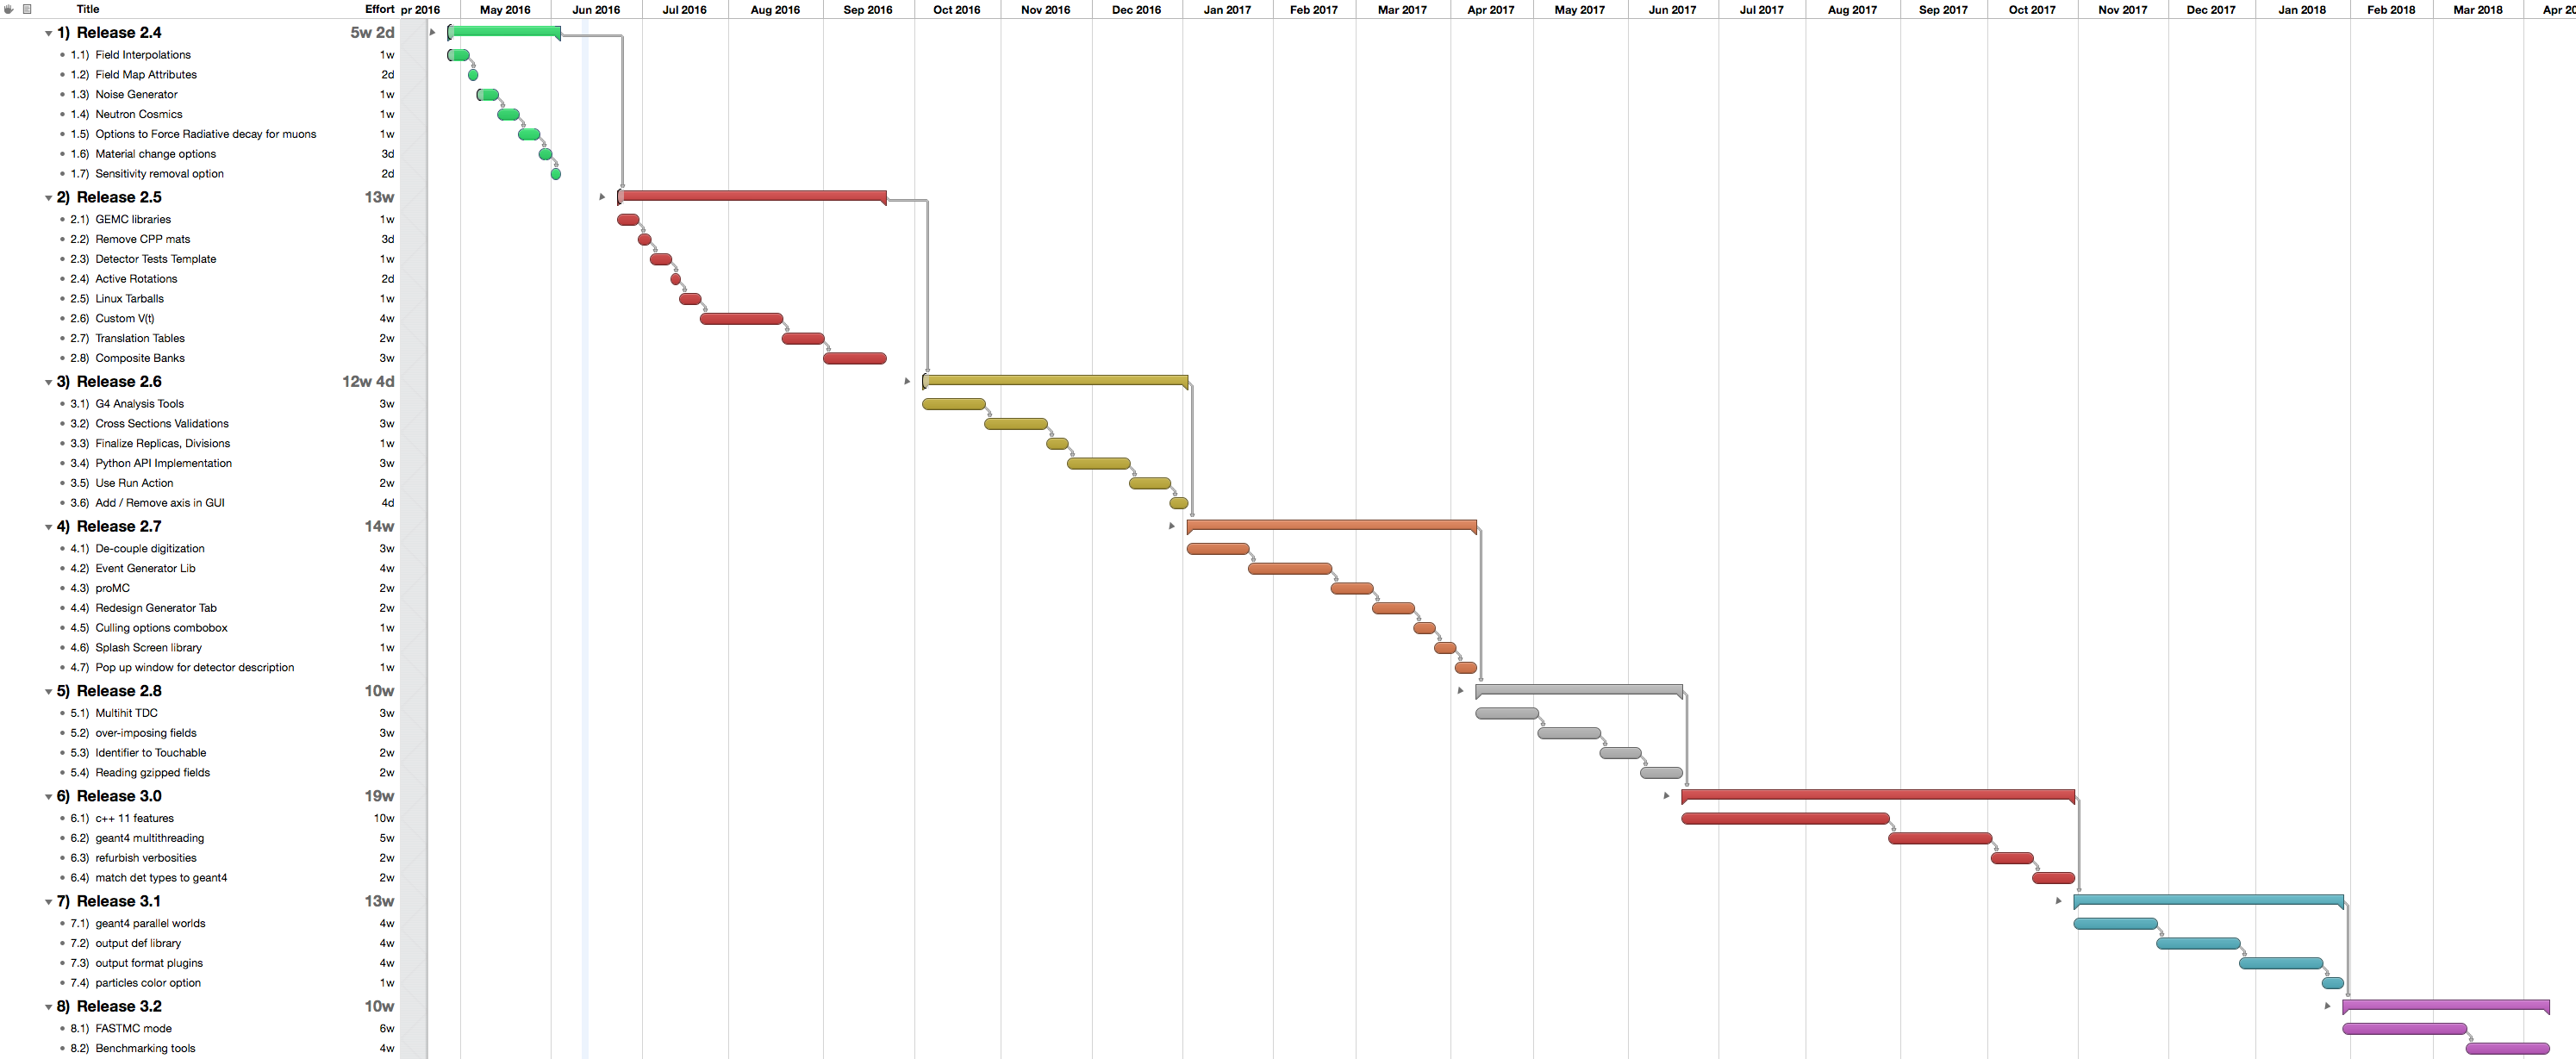 Title Effort pr 2016 May 2016 Jun 2016 Jul 2016 Aug 2016 Sep 2016 Oct 2016 Nov 2016 Dec 2016 Jan 2017 Feb 2017 Mar 2017 Apr 2017 May 2017 Jun 2017 Jul 2017 Aug 2017 Sep 2017 Oct 2017 Nov 2017 Dec 2017 Jan 2018 Feb 2018 Mar 2018 Apr 20
1) Release 2.4 5w 2d
1.1) Field Interpolations 1w
1.2) Field Map Attributes 2d
1.3) Noise Generator 1w
1.4) Neutron Cosmics 1w
1.5) Options to Force Radiative decay for muons 1w
1.6) Material change options 3d
1.7) Sensitivity removal option 2d
2) Release 2.5 13w
2.1) GEMC libraries 1w
2.2) Remove CPP mats 3d
2.3) Detector Tests Template 1w
2.4) Active Rotations 2d
2.5) Linux Tarballs 1w
2.6) Custom V(t) 4w
2.7) Translation Tables 2w
2.8) Composite Banks 3w
3) Release 2.6 12w 4d
3.1) G4 Analysis Tools 3w
3.2) Cross Sections Validations 3w
3.3) Finalize Replicas, Divisions 1w
3.4) Python API Implementation 3w
3.5) Use Run Action 2w
3.6) Add / Remove axis in GUI 4d
4) Release 2.7 14w
4.1) De-couple digitization 3w
4.2) Event Generator Lib 4w
4.3) proMC 2w
4.4) Redesign Generator Tab 2w
4.5) Culling options combobox 1w
4.6) Splash Screen library 1w
4.7) Pop up window for detector description 1w
5) Release 2.8 10w
5.1) Multihit TDC 3w
5.2) over-imposing fields 3w
5.3) Identifier to Touchable 2w
5.4) Reading gzipped fields 2w
6) Release 3.0 19w
6.1) c++ 11 features 10w
6.2) geant4 multithreading 5w
6.3) refurbish verbosities 2w
6.4) match det types to geant4 2w
7) Release 3.1 13w
7.1) geant4 parallel worlds 4w
7.2) output def library 4w
7.3) output format plugins 4w
7.4) particles color option 1w
8) Release 3.2 10w
8.1) FASTMC mode 6w
8.2) Benchmarking tools 4w